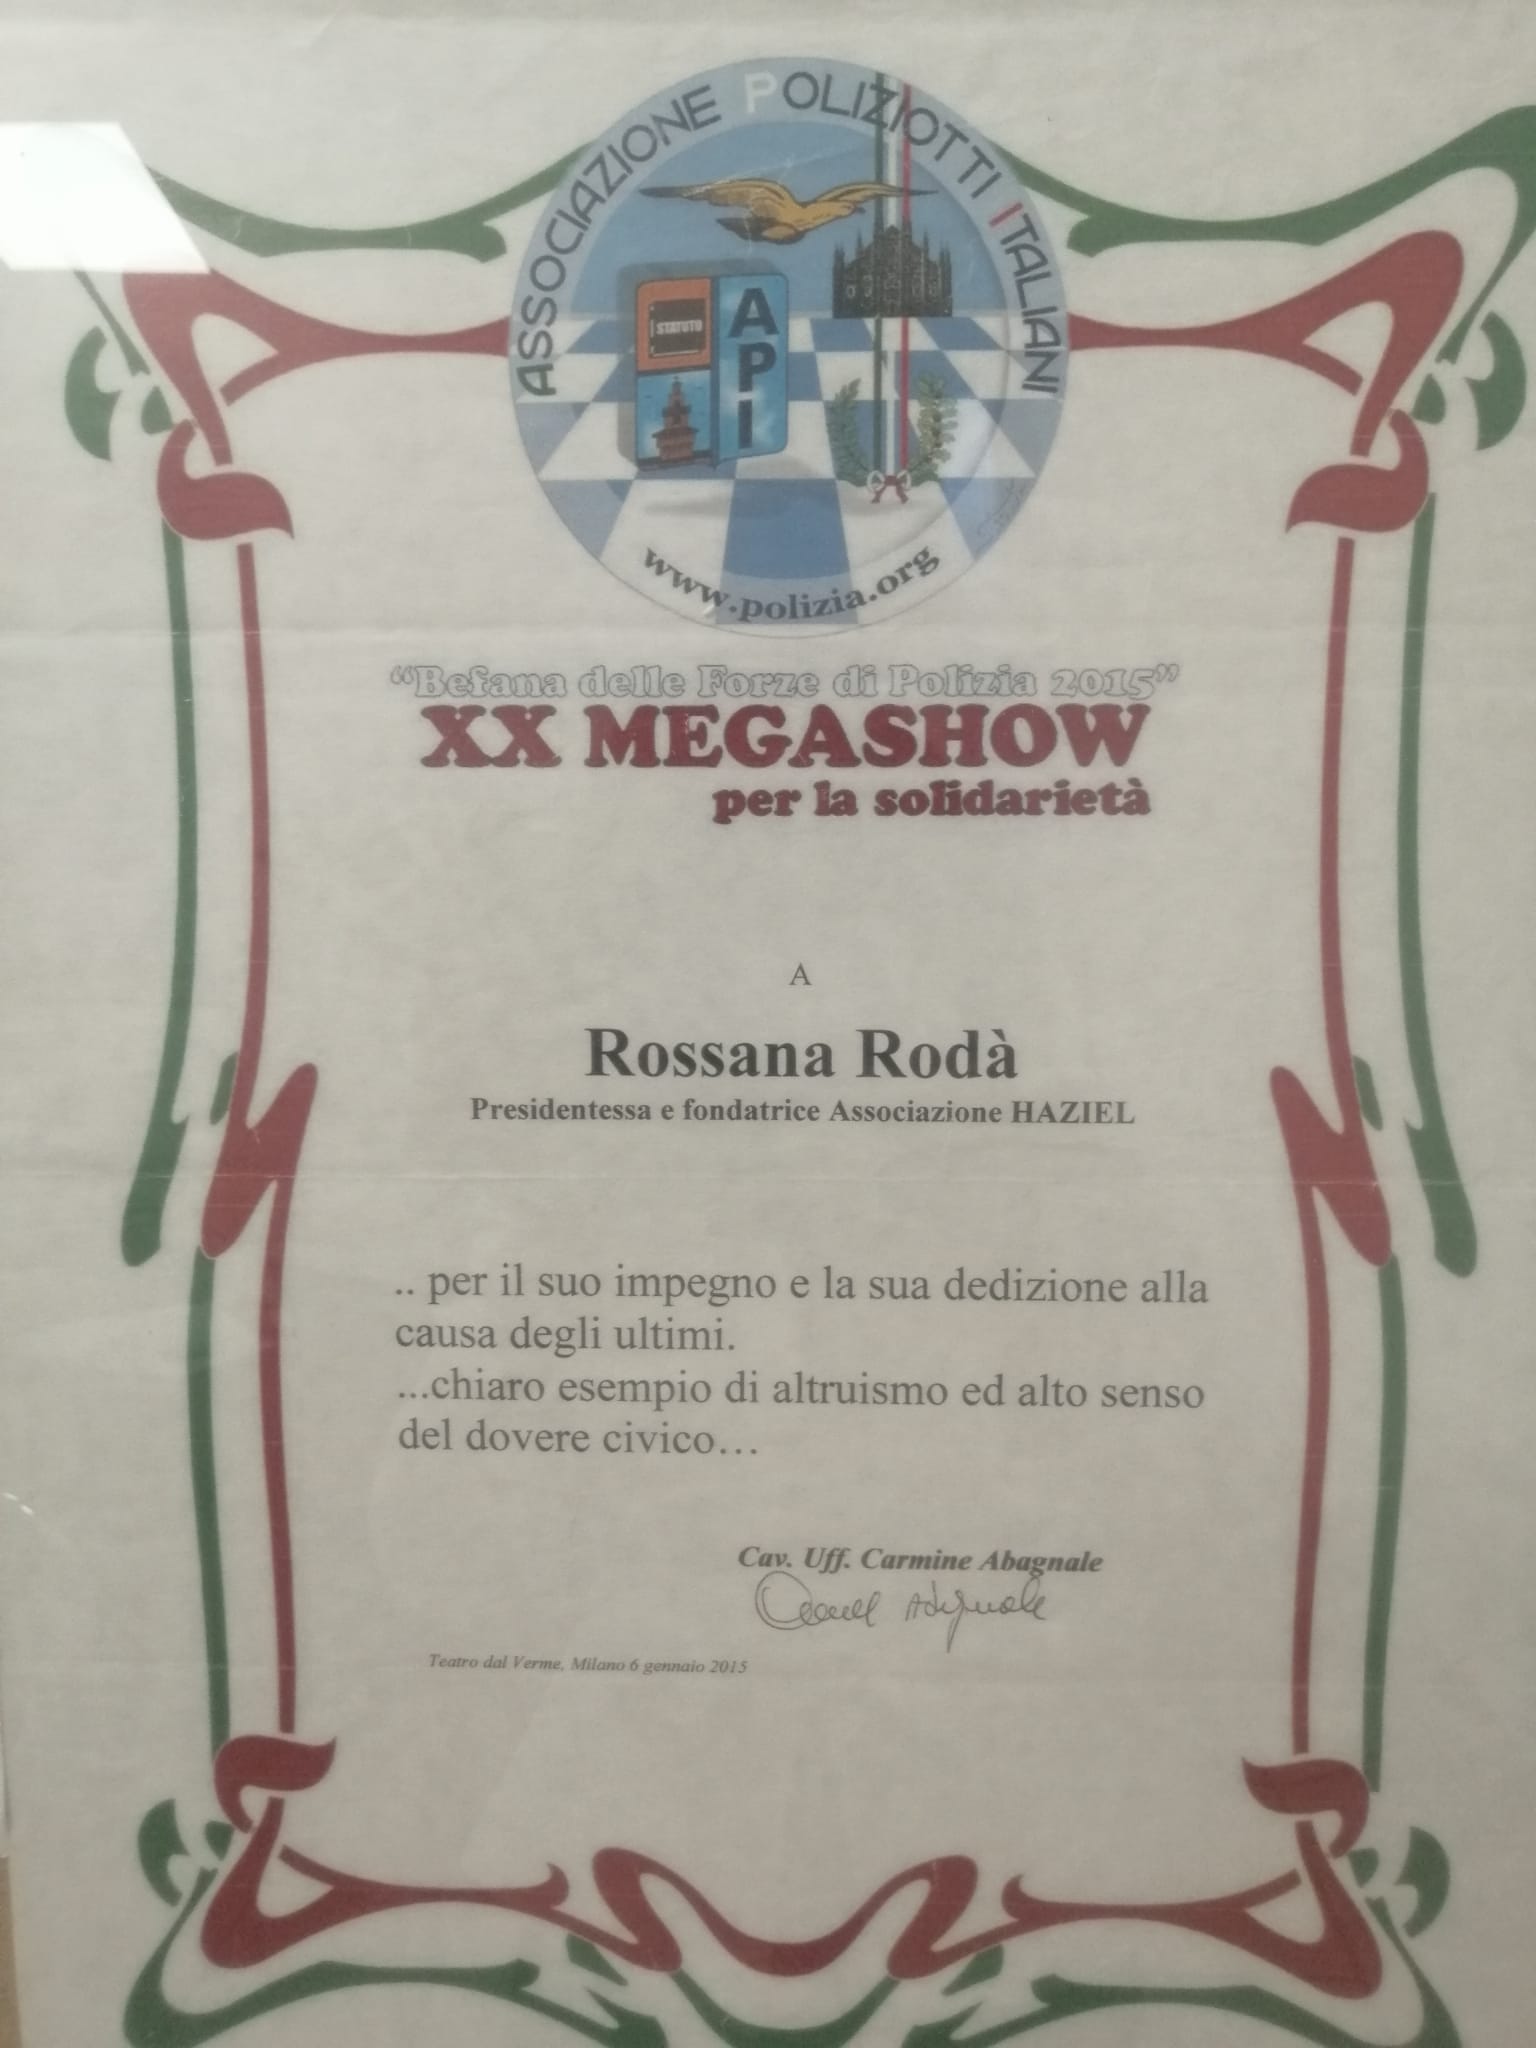 ASSOCIAZIONE POLIZIOTTI ITALIANI
STATUTO
API
www.polizia.org
“Befana delle Forze di Polizia 2015”
XX MEGASHOW
per la solidarietà
A
Rossana Rodà
Presidentessa e fondatrice Associazione HAZIEL
.. per il suo impegno e la sua dedizione alla
causa degli ultimi.
...chiaro esempio di altruismo ed alto senso
del dovere civico…
Cav. Uff. Carmine Abagnale
Teatro dal Verme, Milano 6 gennaio 2015